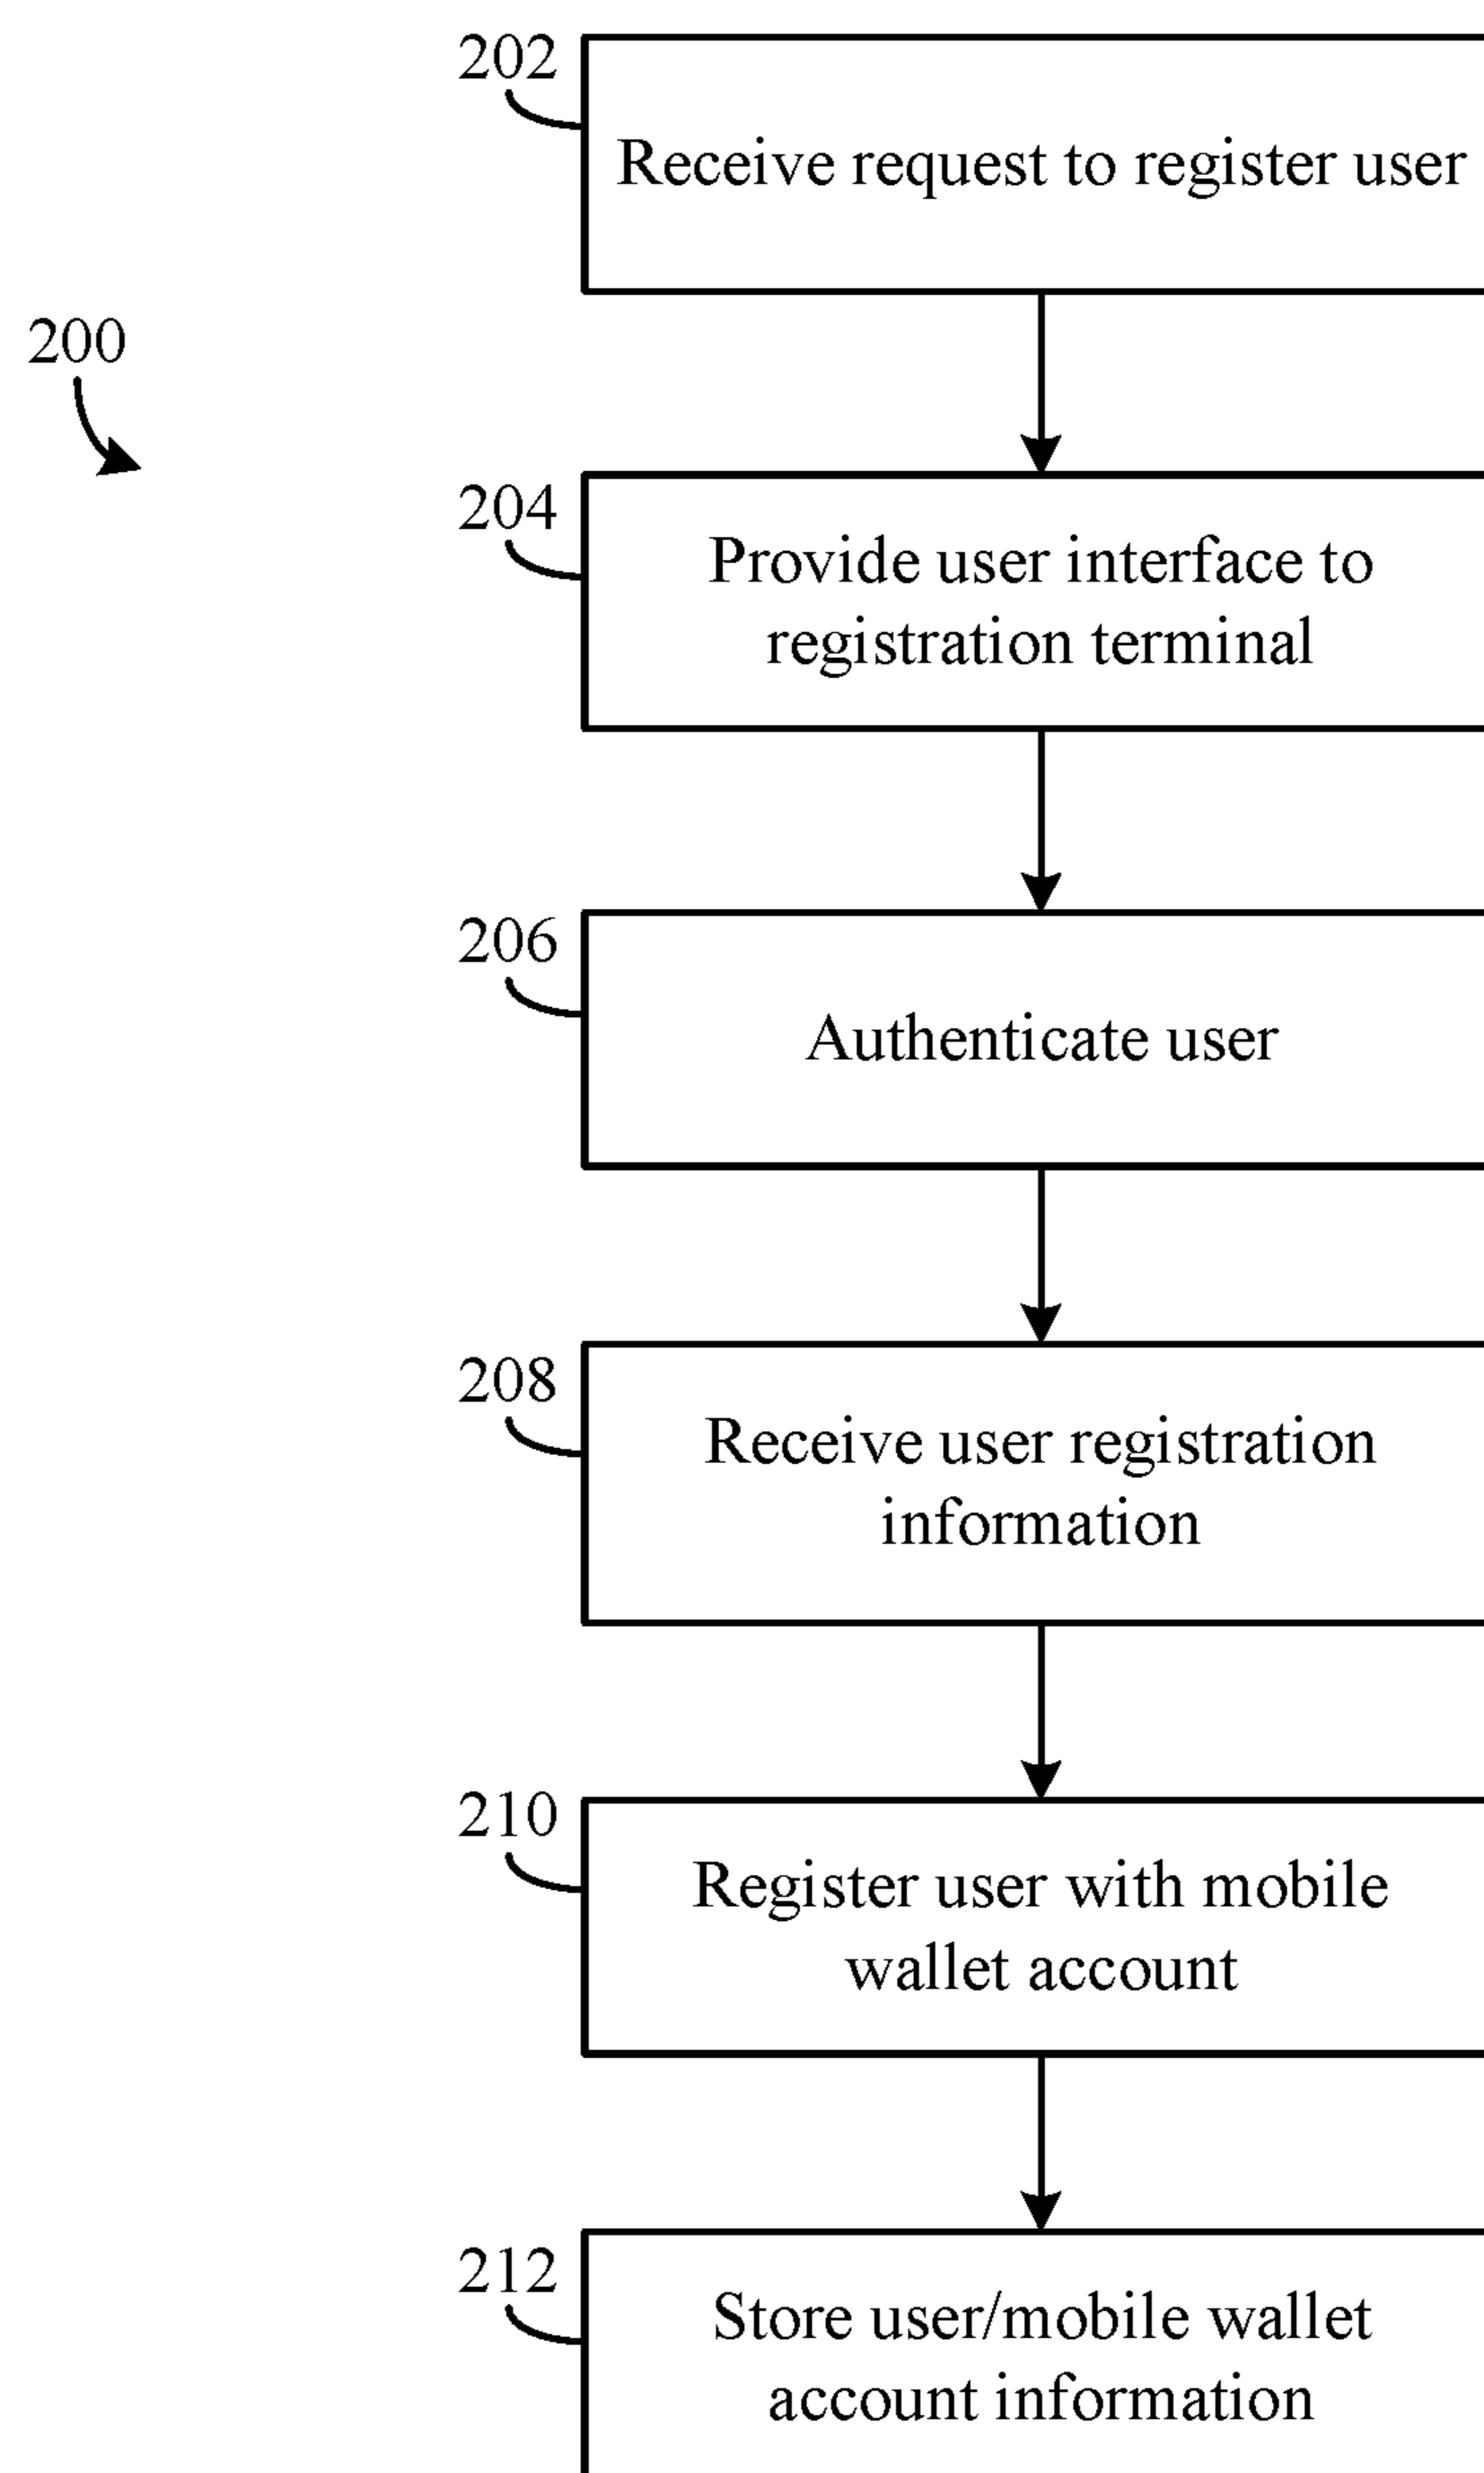 202
Receive request to register user
200
204
Provide user interface to
registration terminal
206
Authenticate user
208
Receive user registration
information
210
Register user with mobile
wallet account
212
Store user/mobile wallet
account information